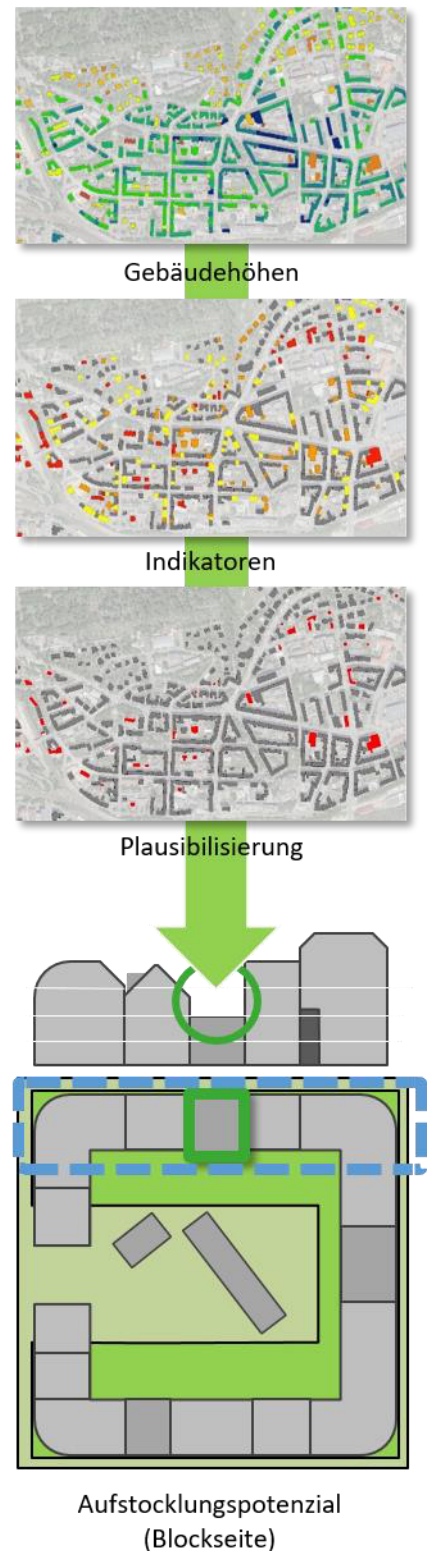 Gebäudehöhen
Indikatoren
Plausibilisierung
Aufstocklungspotenzial
(Blockseite)